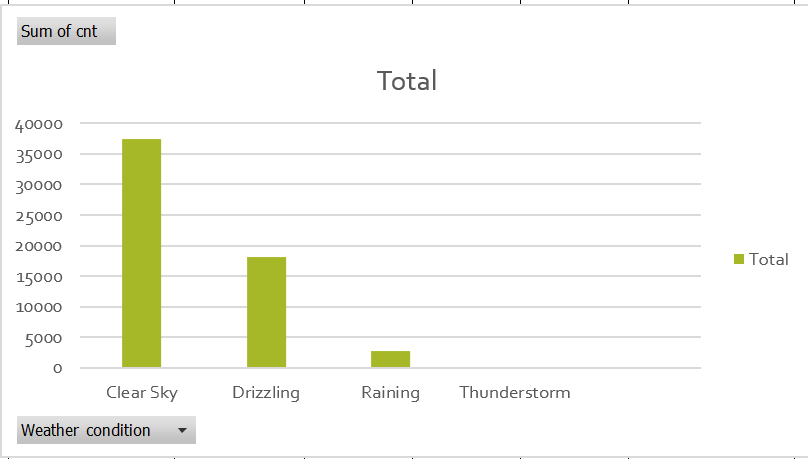 Sum of cnt
Total
40000
35000
30000
25000
20000
15000
10000
5000
0
Clear Sky Drizzling Raining Thunderstorm
Total
Weather condition